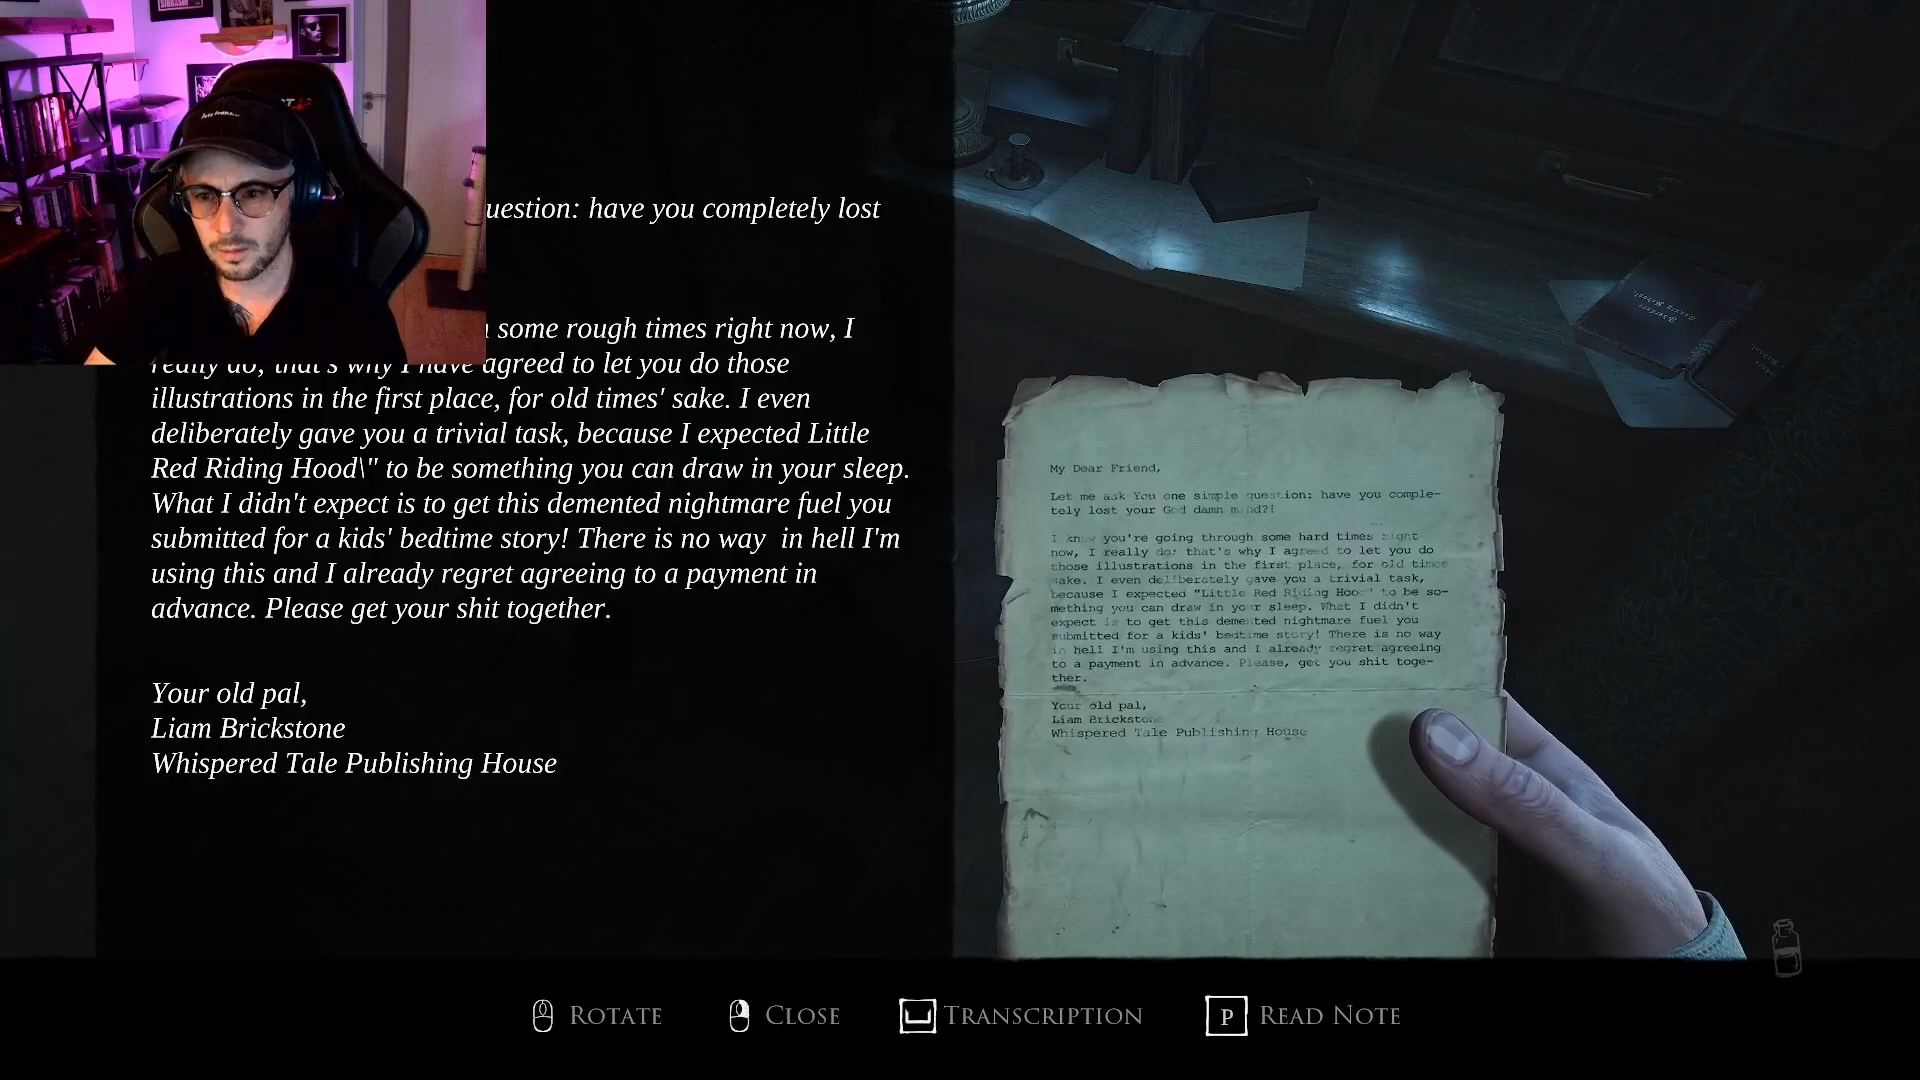 uestion: have you completely lost
some rough times right now, I
really do, that's why I have agreed to let you do those
illustrations in the first place, for old times' sake. I even
deliberately gave you a trivial task, because I expected Little
Red Riding Hood\" to be something you can draw in your sleep.
What I didn't expect is to get this demented nightmare fuel you
submitted for a kids' bedtime story! There is no way in hell I'm
using this and I already regret agreeing to a payment in
advance. Please get your shit together.
Your old pal,
Liam Brickstone
Whispered Tale Publishing House
My Dear Friend,
Let me ask You one simple question: have you comple-
tely lost your God damn mind?!
I know you're going through some hard times right
now, I really do; that's why I agreed to let you do
those illustrations in the first place, for old times
sake. I even deliberately gave you a trivial task,
because I expected "Little Red Riding Hood" to be so-
mething you can draw in your sleep. What I didn't
expect is to get this demented nightmare fuel you
submitted for a kids' bedtime story! There is no way
in hell I'm using this and I already regret agreeing
to a payment in advance. Please, get you shit toge-
ther.
Your old pal,
Liam Brickstone
Whispered Tale Publishing House
ROTATE
CLOSE
TRANSCRIPTION
P READ NOTE